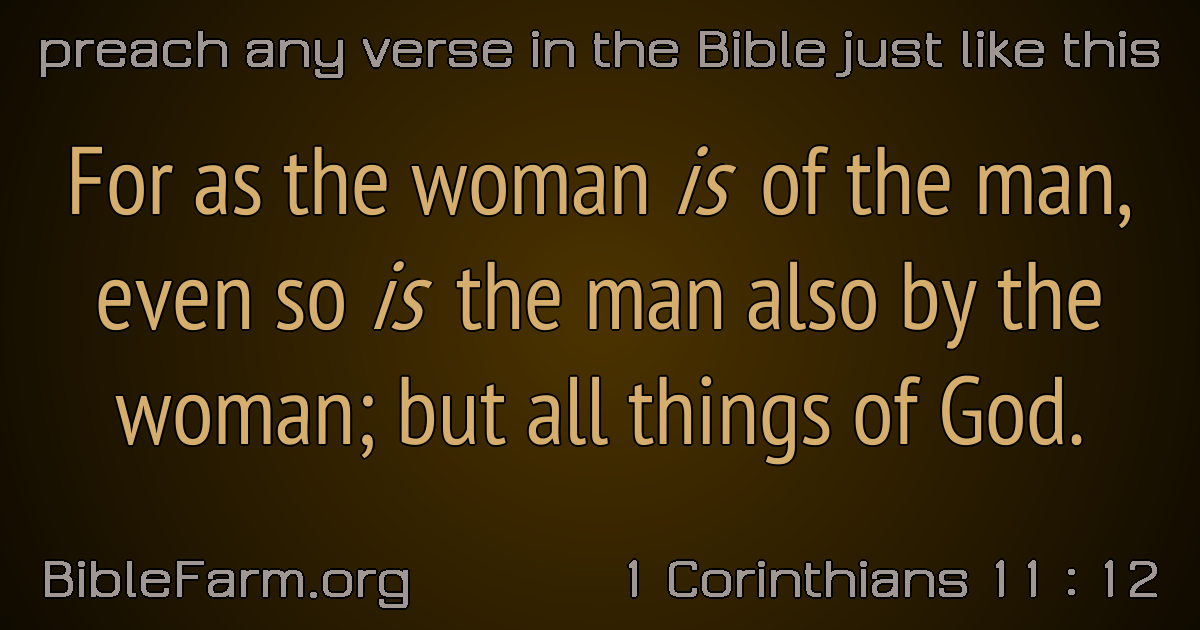 preach any verse in the Bible just like this
For as the woman is of the man,
even so is the man also by the
woman; but all things of God.
BibleFarm.org
1 Corinthians 11 : 12